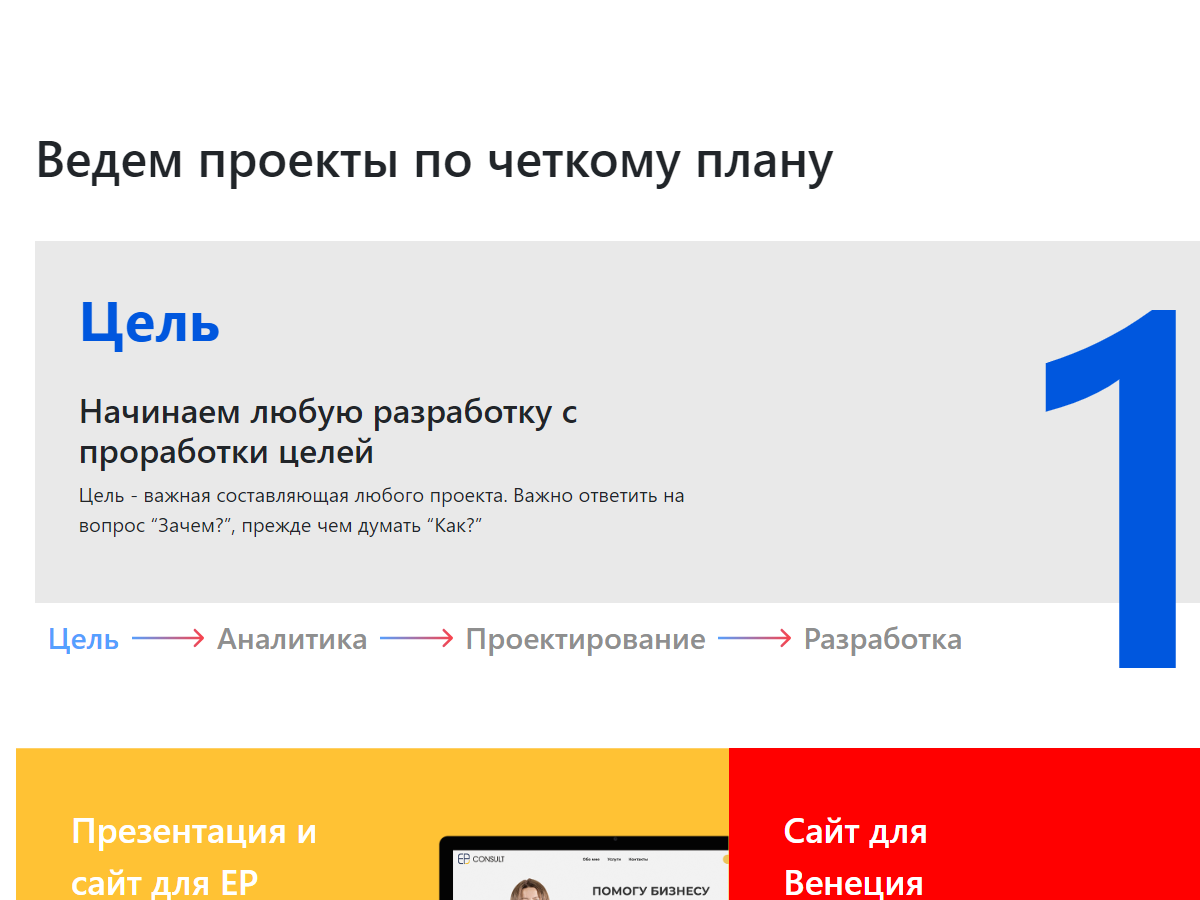 Ведем проекты по четкому плану
Цель
1
Начинаем любую разработку с
проработки целей
Цель - важная составляющая любого проекта. Важно ответить на
вопрос “Зачем?”, прежде чем думать “Как?”
Цель Аналитика Проектирование Разработка
Презентация и
сайт для EP
EP CONSULT Обо мне Услуги Контакты
ПОМОГУ БИЗНЕСУ
Сайт для
Венеция